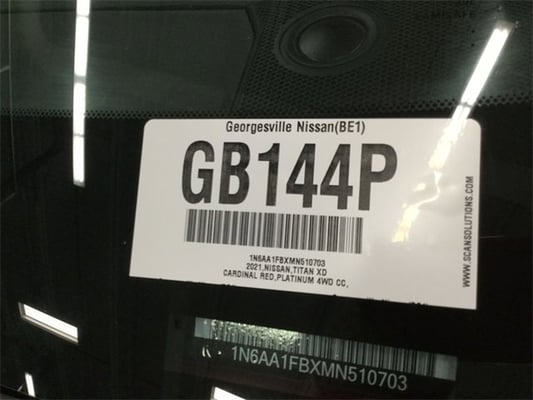 Georgesville Nissan(BE1)
GB144P
1N6AA1FBXMN510703
2021,NISSAN,TITAN XD
CARDINAL RED,PLATINUM 4WD CC,
WWW.SCANSOLUTIONS.COM
1N6AA1FBXMN510703